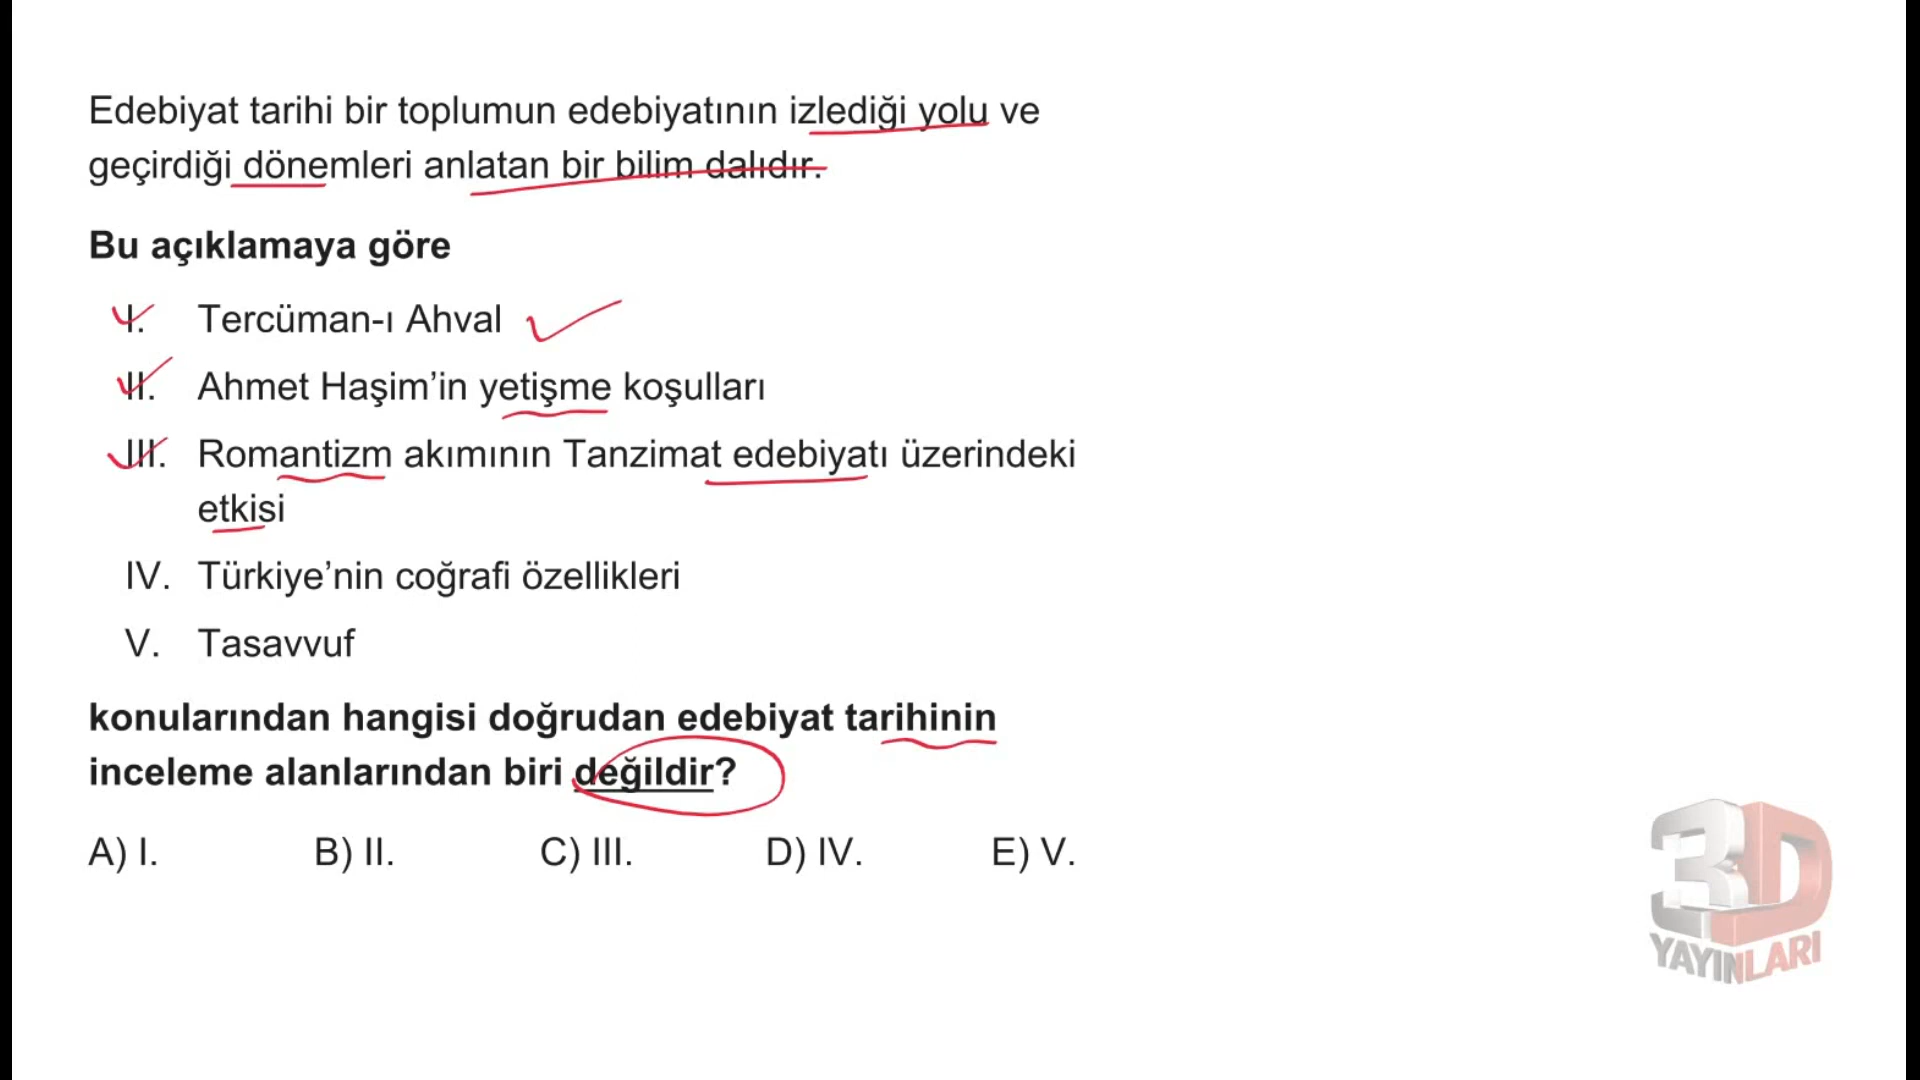 Edebiyat tarihi bir toplumun edebiyatının izlediği yolu ve
geçirdiği dönemleri anlatan bir bilim dalıdır.
Bu açıklamaya göre
I. Tercüman-ı Ahval
II. Ahmet Haşim’in yetişme koşulları
III. Romantizm akımının Tanzimat edebiyatı üzerindeki
etkisi
IV. Türkiye’nin coğrafi özellikleri
V. Tasavvuf
konularından hangisi doğrudan edebiyat tarihinin
inceleme alanlarından biri değildir?
A) I. B) II. C) III. D) IV. E) V.
3D
YAYINLARI